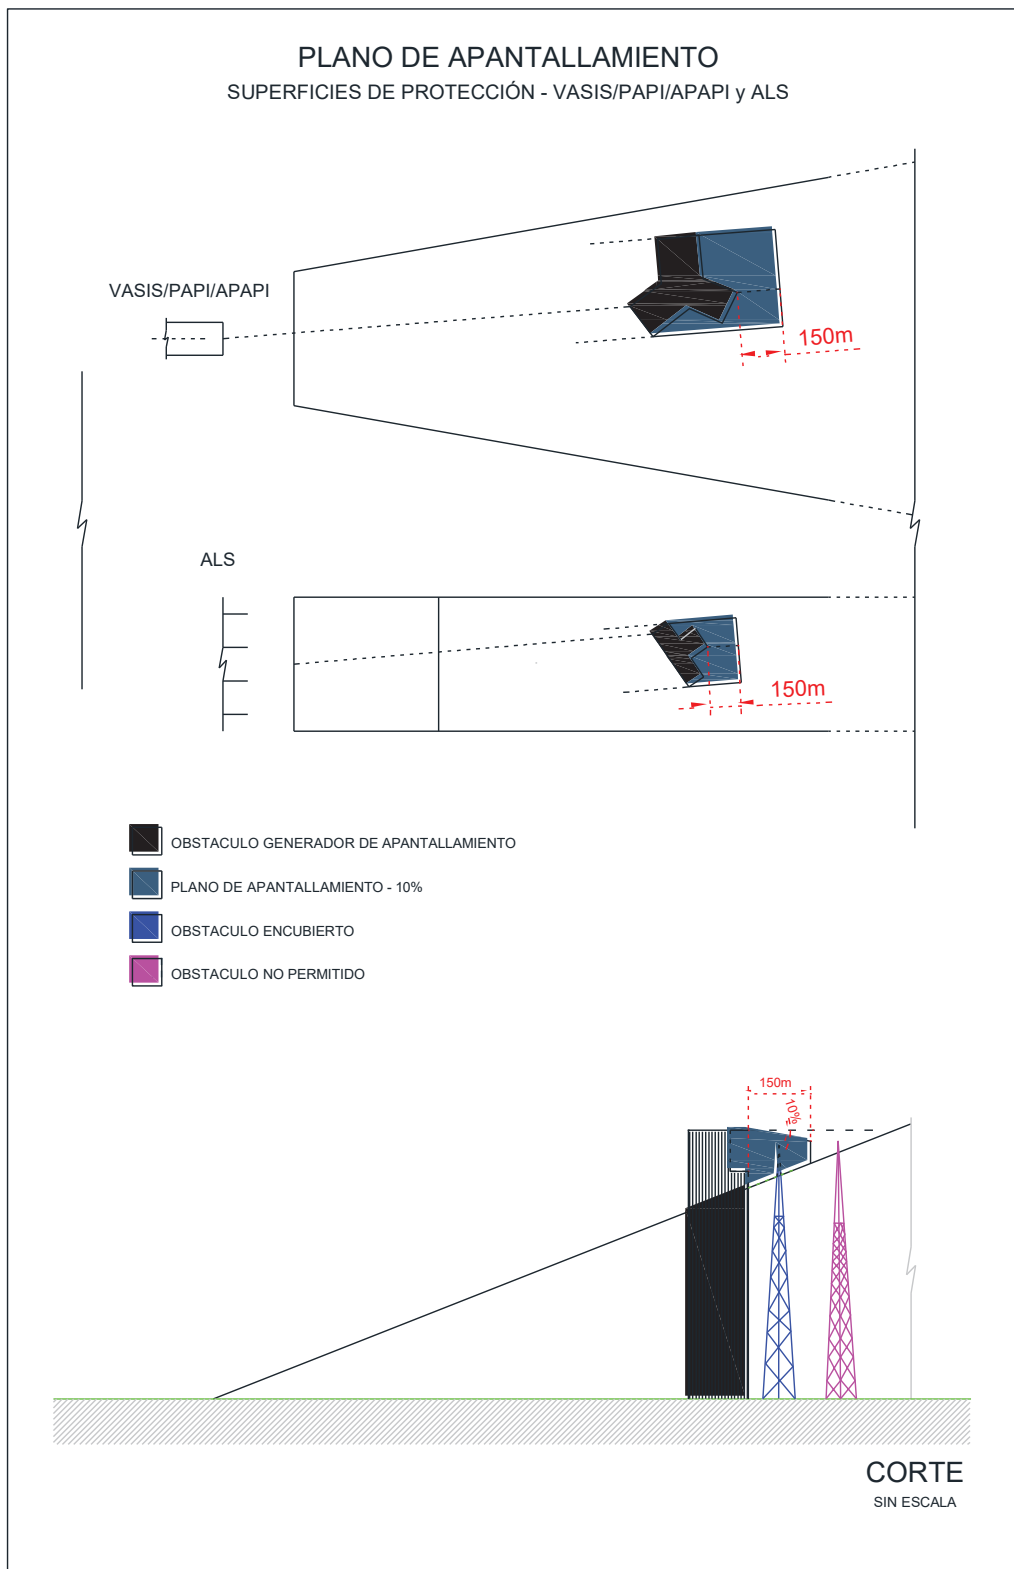 PLANO DE APANTALLAMIENTO
SUPERFICIES DE PROTECCIÓN - VASIS/PAPI/APAPI y ALS
VASIS/PAPI/APAPI
150m
ALS
150m
OBSTACULO GENERADOR DE APANTALLAMIENTO
PLANO DE APANTALLAMIENTO - 10%
OBSTACULO ENCUBIERTO
OBSTACULO NO PERMITIDO
150m
10%
CORTE
SIN ESCALA